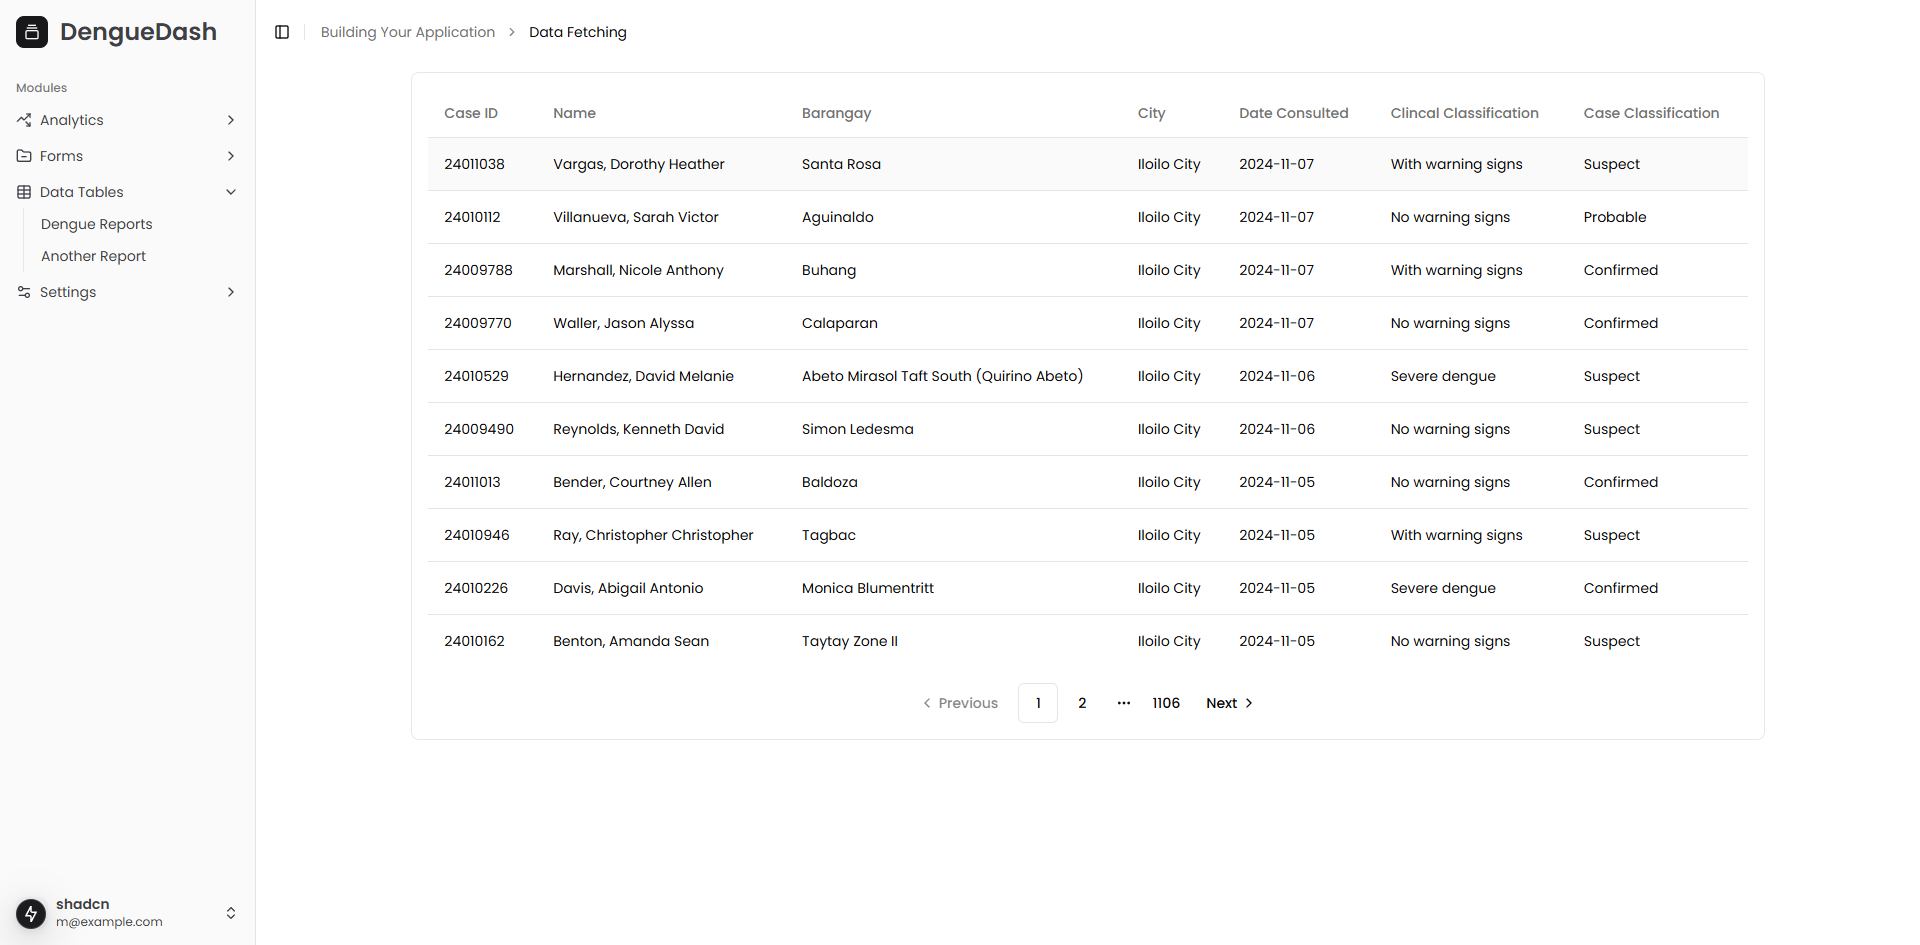 DengueDash
Modules
Analytics
Forms
Data Tables
Dengue Reports
Another Report
Settings
shadcn
m@example.com
Building Your Application > Data Fetching
Case ID Name Barangay City Date Consulted Clincal Classification Case Classification
24011038 Vargas, Dorothy Heather Santa Rosa Iloilo City 2024-11-07 With warning signs Suspect
24010112 Villanueva, Sarah Victor Aguinaldo Iloilo City 2024-11-07 No warning signs Probable
24009788 Marshall, Nicole Anthony Buhang Iloilo City 2024-11-07 With warning signs Confirmed
24009770 Waller, Jason Alyssa Calaparan Iloilo City 2024-11-07 No warning signs Confirmed
24010529 Hernandez, David Melanie Abeto Mirasol Taft South (Quirino Abeto) Iloilo City 2024-11-06 Severe dengue Suspect
24009490 Reynolds, Kenneth David Simon Ledesma Iloilo City 2024-11-06 No warning signs Suspect
24011013 Bender, Courtney Allen Baldoza Iloilo City 2024-11-05 No warning signs Confirmed
24010946 Ray, Christopher Christopher Tagbac Iloilo City 2024-11-05 With warning signs Suspect
24010226 Davis, Abigail Antonio Monica Blumentritt Iloilo City 2024-11-05 Severe dengue Confirmed
24010162 Benton, Amanda Sean Taytay Zone II Iloilo City 2024-11-05 No warning signs Suspect
< Previous 1 2 ... 1106 Next >